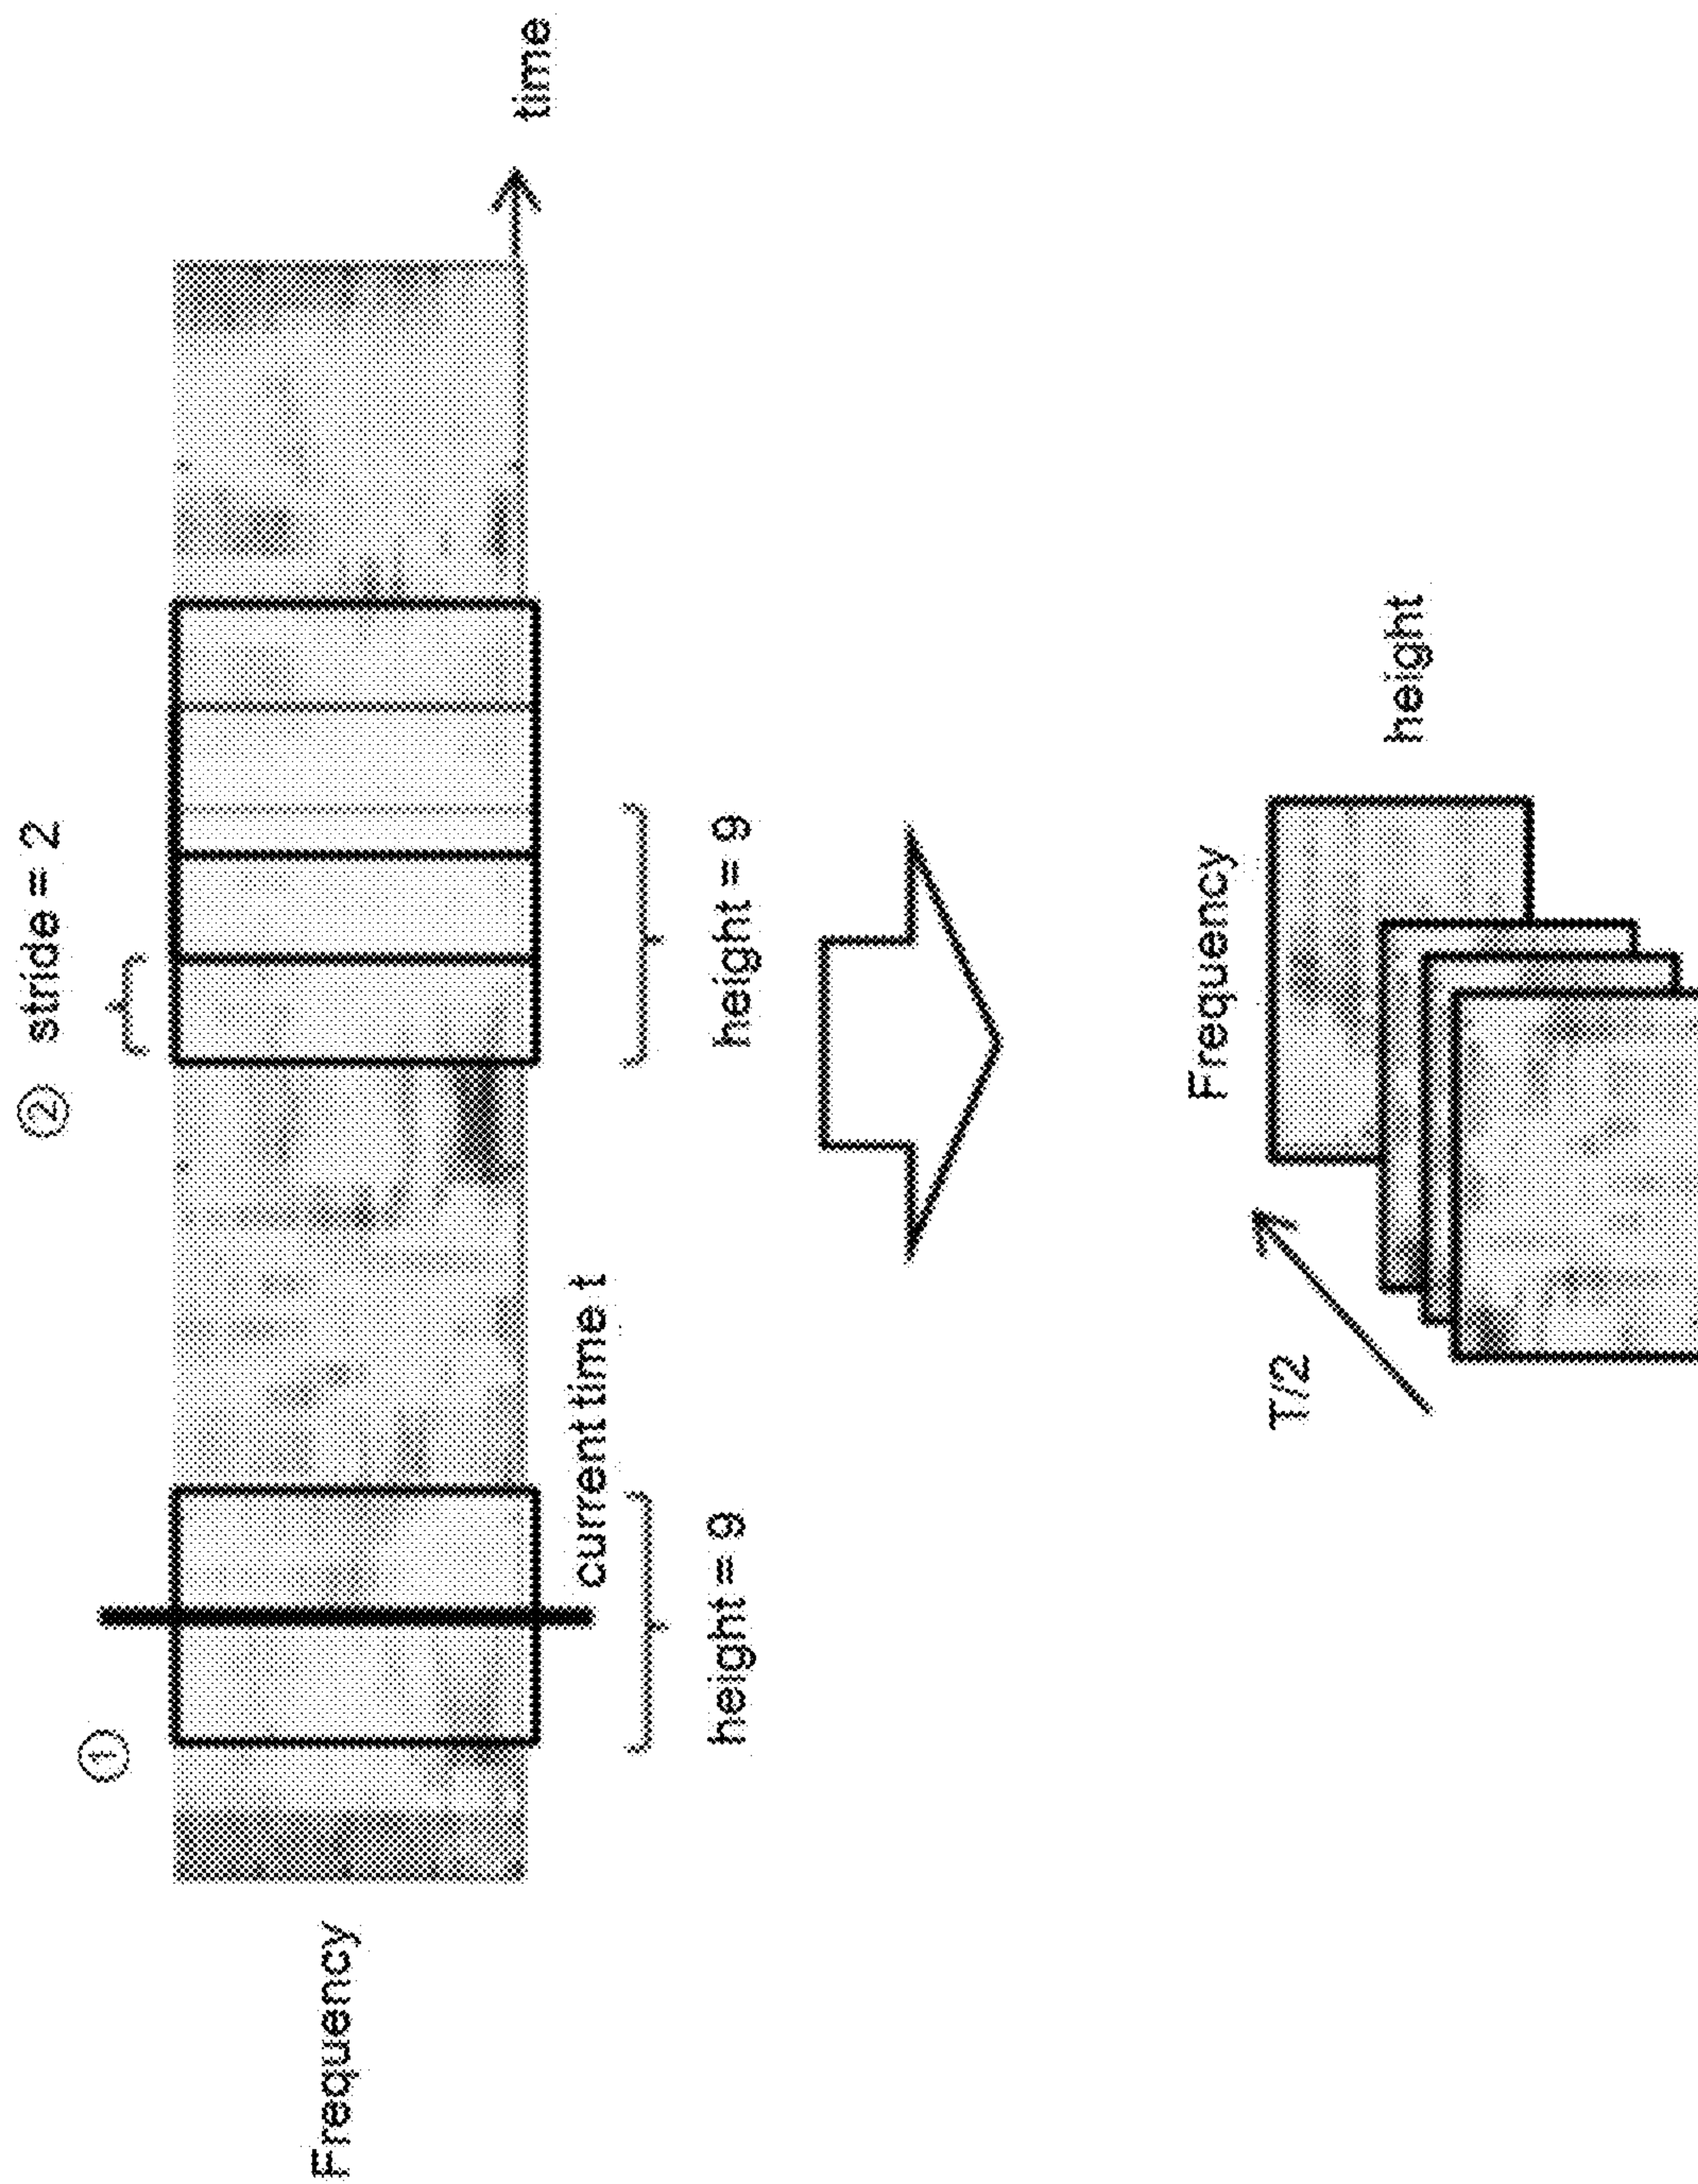 ② stride = 2
①
Frequency
time
current time t
height = 9
height = 9
Frequency
T/2
height